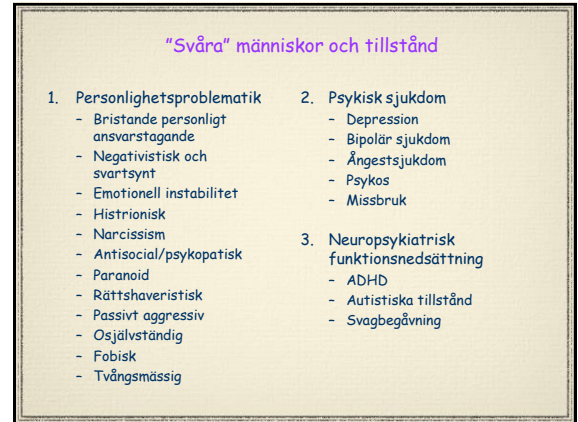 ”Svåra” människor och tillstånd
1. Personlighetsproblematik
– Bristande personligt
ansvarstagande
– Negativistisk och
svartsynt
– Emotionell instabilitet
– Histrionisk
– Narcissism
– Antisocial/psykopatisk
– Paranoid
– Rättshaveristisk
– Passivt aggressiv
– Osjälvständig
– Fobisk
– Tvångsmässig
2. Psykisk sjukdom
– Depression
– Bipolär sjukdom
– Ångestsjukdom
– Psykos
– Missbruk
3. Neuropsykiatrisk
funktionsnedsättning
– ADHD
– Autistiska tillstånd
– Svagbegåvning